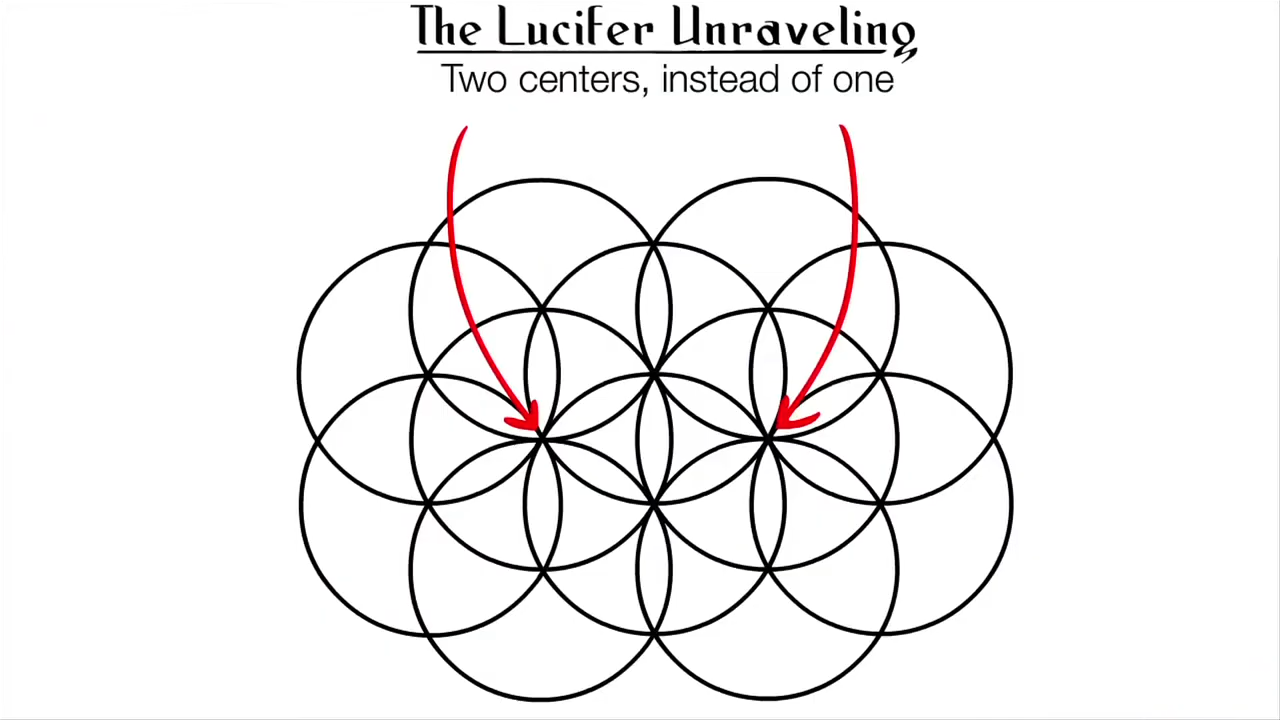 The Lucifer Unraveling
Two centers, instead of one